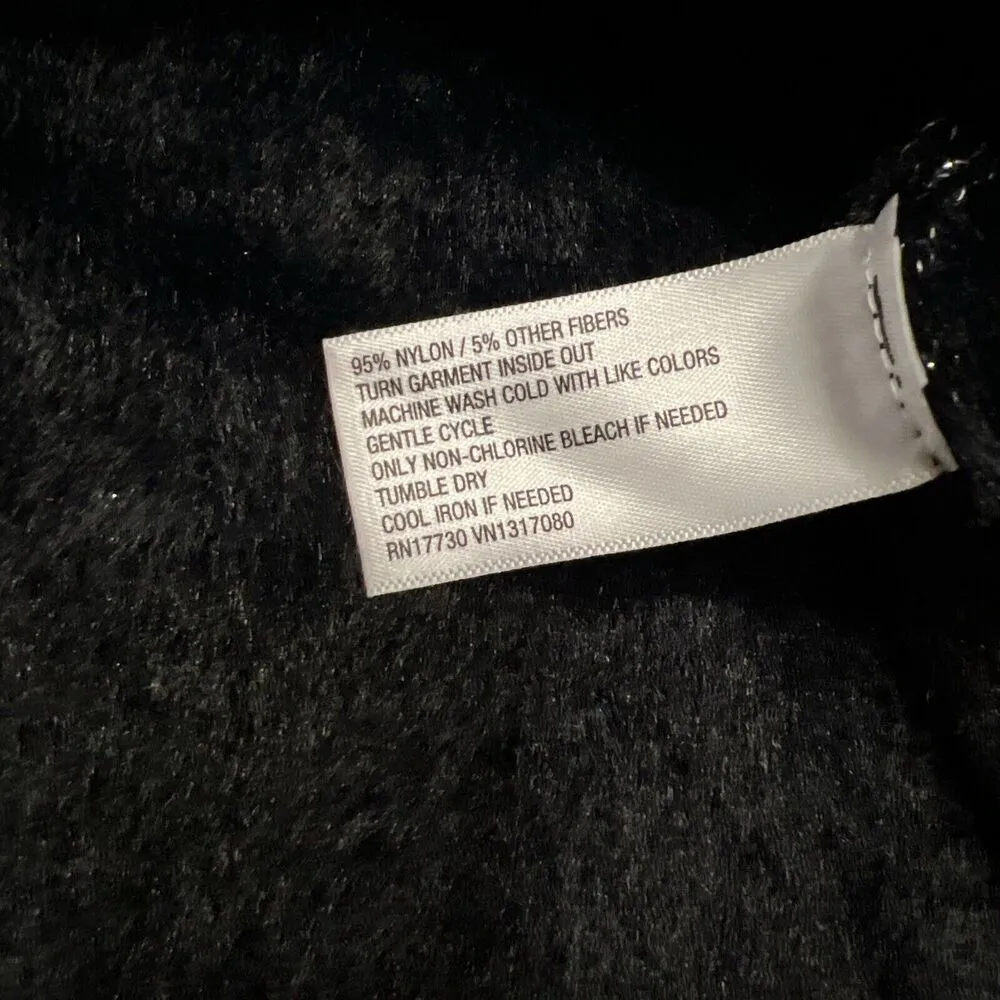 95% NYLON / 5% OTHER FIBERS
TURN GARMENT INSIDE OUT
MACHINE WASH COLD WITH LIKE COLORS
GENTLE CYCLE
ONLY NON-CHLORINE BLEACH IF NEEDED
TUMBLE DRY
COOL IRON IF NEEDED
RN17730 VN1317080